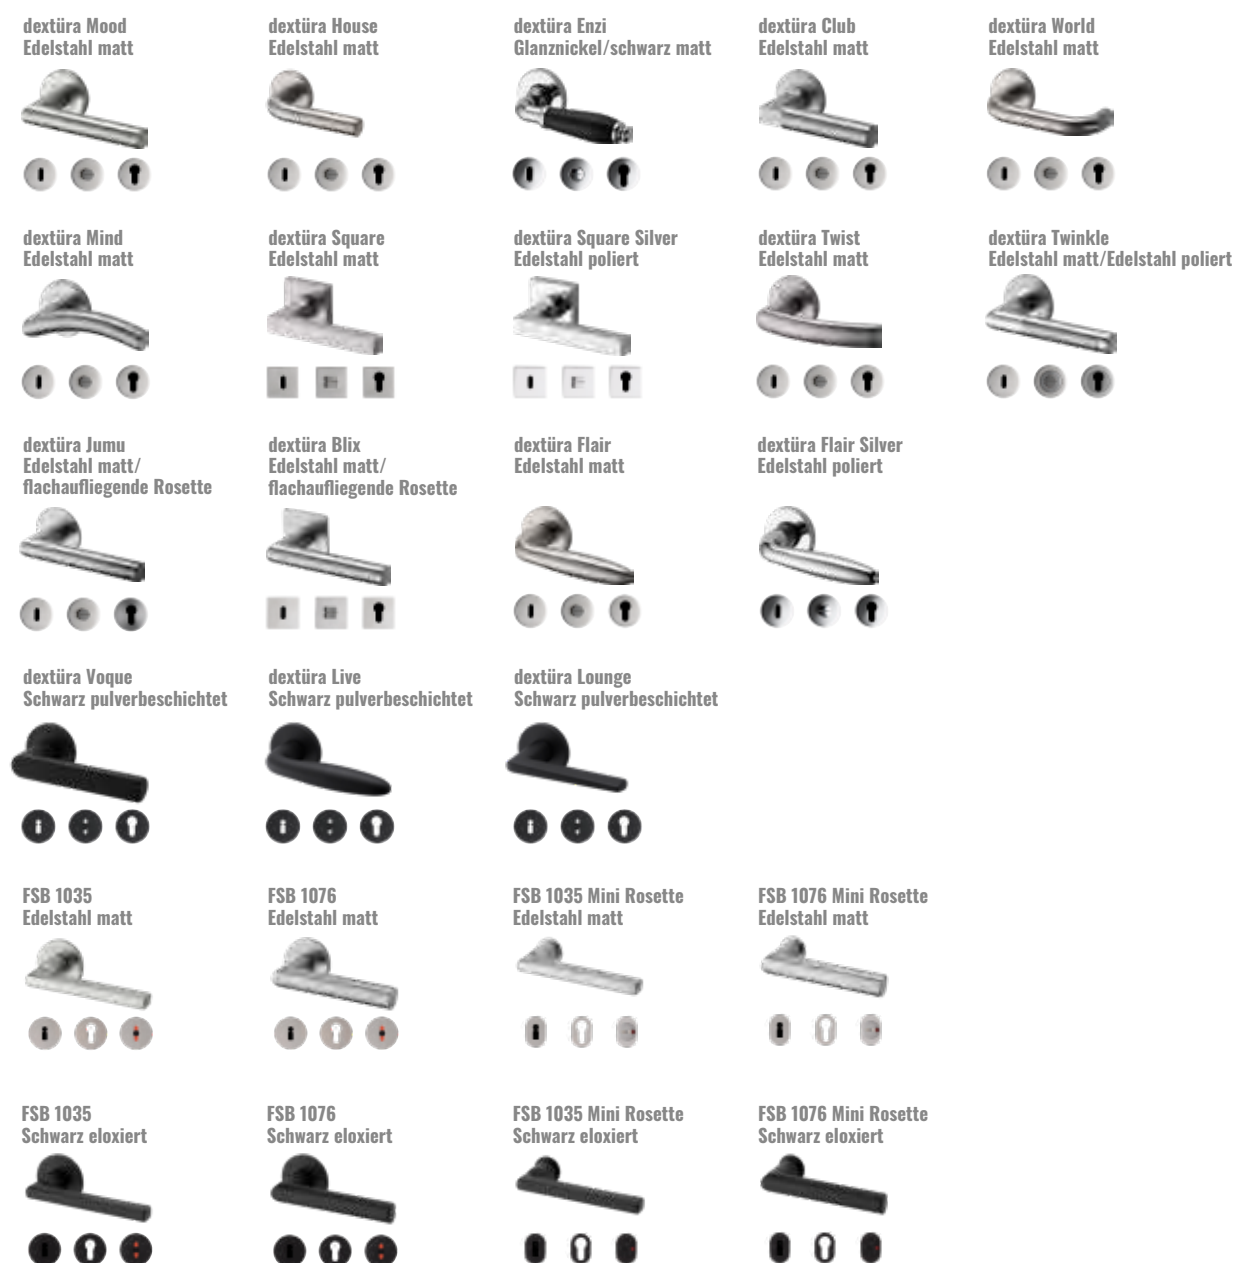 dextüra Mood
Edelstahl matt
dextüra House
Edelstahl matt
dextüra Enzi
Glanznickel/schwarz matt
dextüra Club
Edelstahl matt
dextüra World
Edelstahl matt
dextüra Mind
Edelstahl matt
dextüra Square
Edelstahl matt
dextüra Square Silver
Edelstahl poliert
dextüra Twist
Edelstahl matt
dextüra Twinkle
Edelstahl matt/Edelstahl poliert
dextüra Jumu
Edelstahl matt/
flachaufliegende Rosette
dextüra Blix
Edelstahl matt/
flachaufliegende Rosette
dextüra Flair
Edelstahl matt
dextüra Flair Silver
Edelstahl poliert
dextüra Voque
Schwarz pulverbeschichtet
dextüra Live
Schwarz pulverbeschichtet
dextüra Lounge
Schwarz pulverbeschichtet
FSB 1035
Edelstahl matt
FSB 1076
Edelstahl matt
FSB 1035 Mini Rosette
Edelstahl matt
FSB 1076 Mini Rosette
Edelstahl matt
FSB 1035
Schwarz eloxiert
FSB 1076
Schwarz eloxiert
FSB 1035 Mini Rosette
Schwarz eloxiert
FSB 1076 Mini Rosette
Schwarz eloxiert